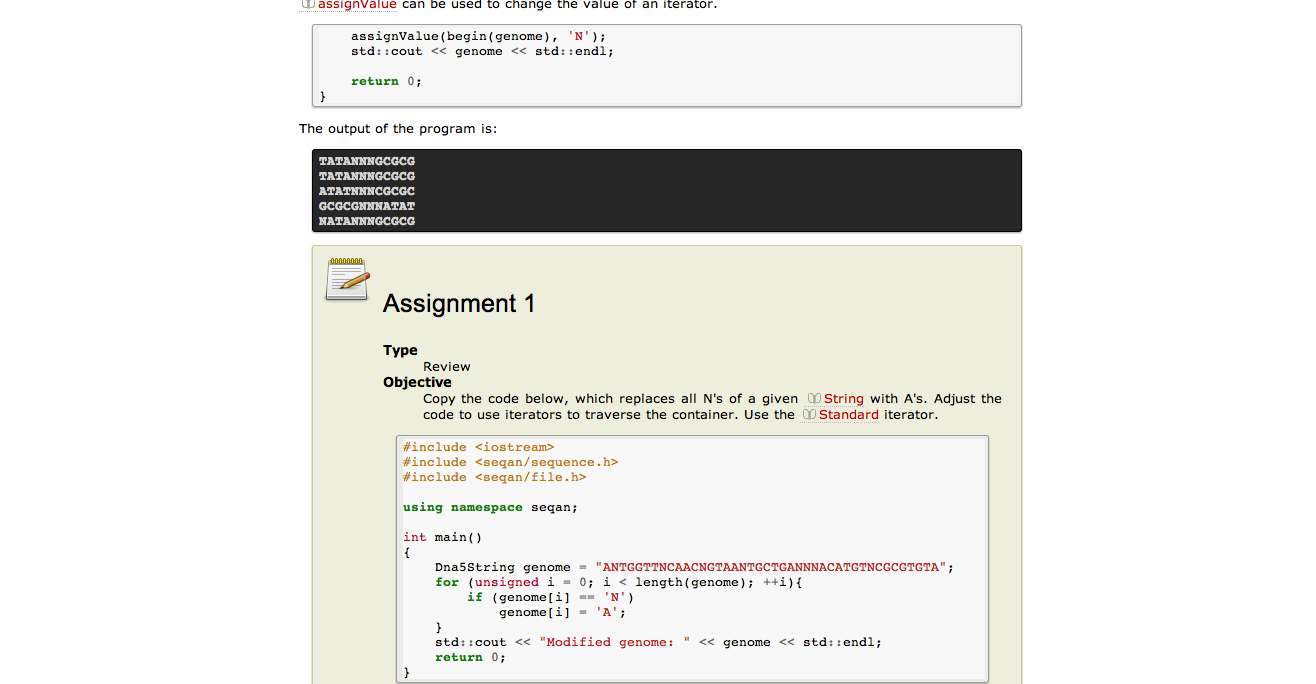 assignValue can be used to change the value of an iterator.
assignValue(begin(genome), 'N');
std::cout << genome << std::endl;
return 0;
}
The output of the program is:
TATANNNGCGCG
TATANNNGCGCG
ATATNNNCGCGC
GCGCGNNNATAT
NATANNNGCGCG
Assignment 1
Type
Review
Objective
Copy the code below, which replaces all N's of a given String with A's. Adjust the
code to use iterators to traverse the container. Use the Standard iterator.
#include <iostream>
#include <seqan/sequence.h>
#include <seqan/file.h>
using namespace seqan;
int main()
{
Dna5String genome = "ANTGGTTNCAACNGTAANTGCTGANNNACATGTNCGCGTGTA";
for (unsigned i = 0; i < length(genome); ++i){
if (genome[i] == 'N')
genome[i] = 'A';
}
std::cout << "Modified genome: " << genome << std::endl;
return 0;
}